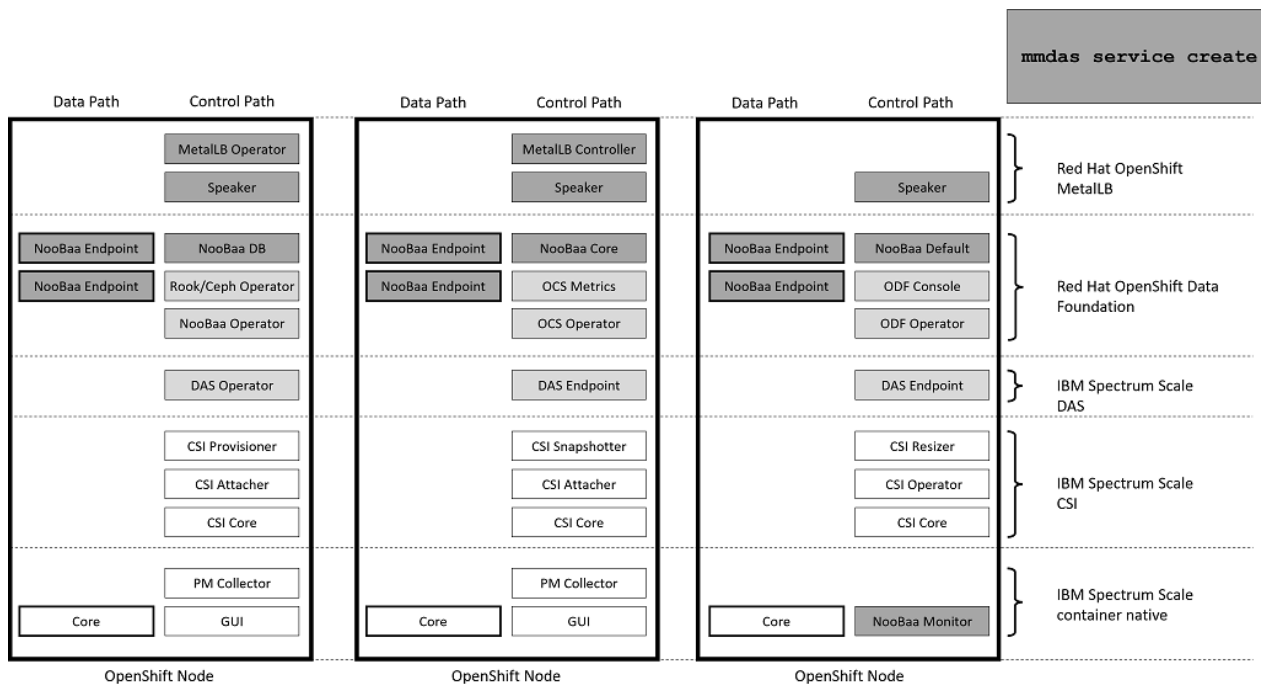 mmdas service create
Data Path Control Path Data Path Control Path Data Path Control Path
MetalLB Operator MetalLB Controller
Speaker Speaker Speaker
Red Hat OpenShift
MetalLB
NooBaa Endpoint NooBaa DB NooBaa Endpoint NooBaa Core NooBaa Endpoint NooBaa Default
NooBaa Endpoint Rook/Ceph Operator NooBaa Endpoint OCS Metrics NooBaa Endpoint ODF Console
NooBaa Operator OCS Operator ODF Operator
Red Hat OpenShift Data
Foundation
DAS Operator DAS Endpoint DAS Endpoint
IBM Spectrum Scale
DAS
CSI Provisioner CSI Snapshotter CSI Resizer
CSI Attacher CSI Attacher CSI Operator
CSI Core CSI Core CSI Core
IBM Spectrum Scale
CSI
PM Collector PM Collector
Core GUI Core GUI Core NooBaa Monitor
IBM Spectrum Scale
container native
OpenShift Node OpenShift Node OpenShift Node